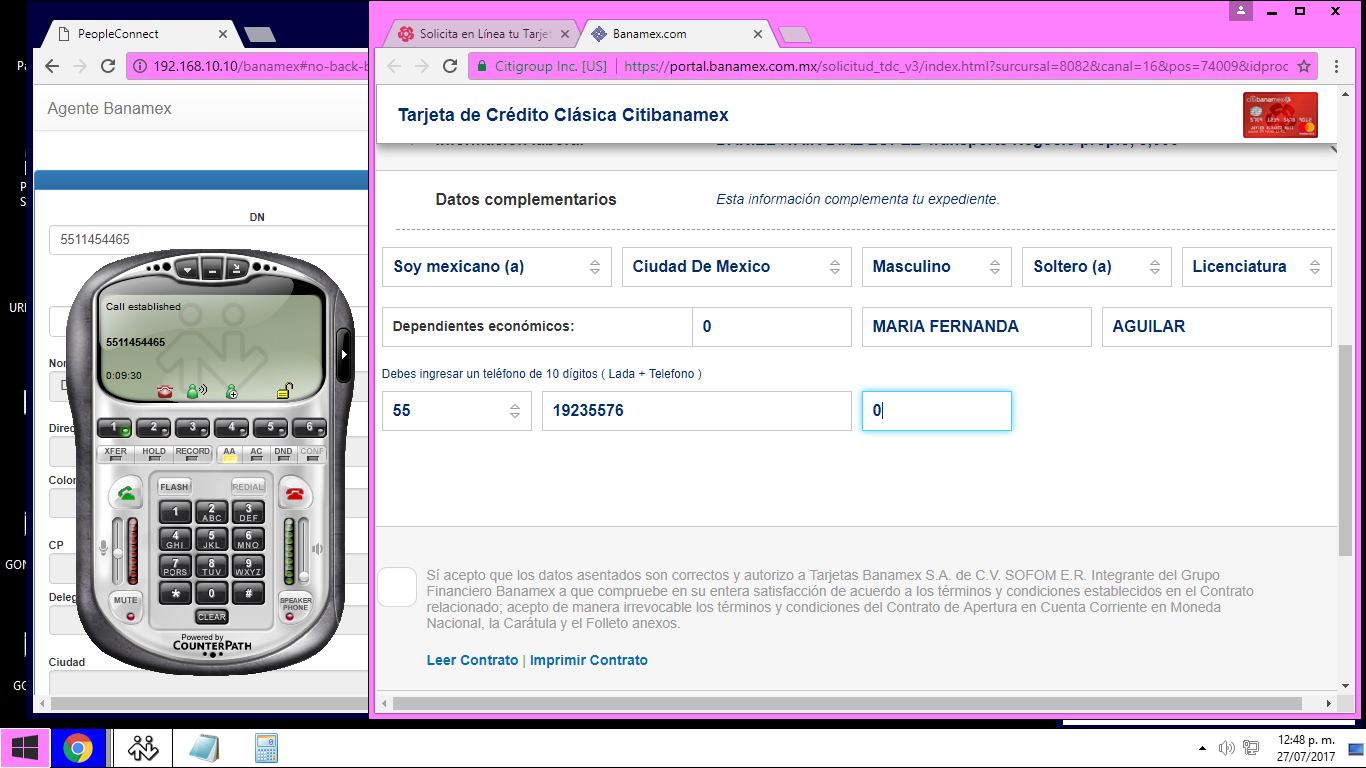 PeopleConnect
192.168.10.10/banamex#no-back-b
Agente Banamex
DN
5511454465
Call established
5511454465
0:09:30
1 2 3 4 5 6
XFER HOLD RECORD AA AC DND CONF
FLASH REDIAL
1 2 ABC 3 DEF
4 GHI 5 JKL 6 MNO
7 PQRS 8 TUV 9 WXYZ
* 0 #
MUTE CLEAR SPEAKER PHONE
Powered by
COUNTERPATH
Direc
Colon
CP
Deleg
Ciudad
Solicita en Línea tu Tarjet
Banamex.com
Citigroup Inc. [US] https://portal.banamex.com.mx/solicitud_tdc_v3/index.html?surcursal=8082&canal=16&pos=74009&idproc
Tarjeta de Crédito Clásica Citibanamex
citibanamex
Datos complementarios Esta información complementa tu expediente.
Soy mexicano (a) Ciudad De Mexico Masculino Soltero (a) Licenciatura
Dependientes económicos: 0 MARIA FERNANDA AGUILAR
Debes ingresar un teléfono de 10 dígitos ( Lada + Telefono )
55 19235576 0
Sí acepto que los datos asentados son correctos y autorizo a Tarjetas Banamex S.A. de C.V. SOFOM E.R. Integrante del Grupo
Financiero Banamex a que compruebe en su entera satisfacción de acuerdo a los términos y condiciones establecidos en el Contrato
relacionado; acepto de manera irrevocable los términos y condiciones del Contrato de Apertura en Cuenta Corriente en Moneda
Nacional, la Carátula y el Folleto anexos.
Leer Contrato | Imprimir Contrato
12:48 p. m.
27/07/2017